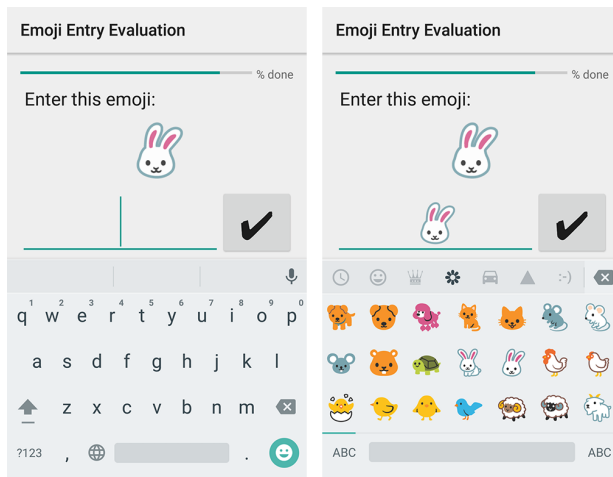 Emoji Entry Evaluation
% done
Enter this emoji:
1 2 3 4 5 6 7 8 9 0
q w e r t y u i o p
a s d f g h j k l
z x c v b n m
?123 , .
Emoji Entry Evaluation
% done
Enter this emoji:
:-)
ABC ABC